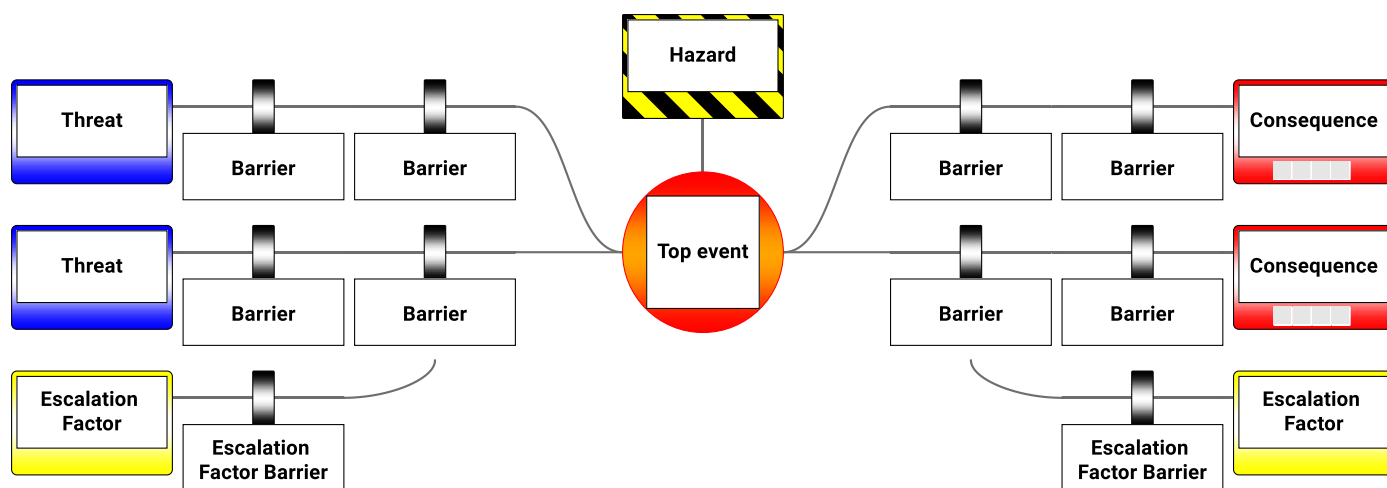 Hazard
Threat
Consequence
Barrier
Barrier
Barrier
Barrier
Threat
Top event
Consequence
Barrier
Barrier
Barrier
Barrier
Escalation
Factor
Escalation
Factor
Escalation
Factor Barrier
Escalation
Factor Barrier